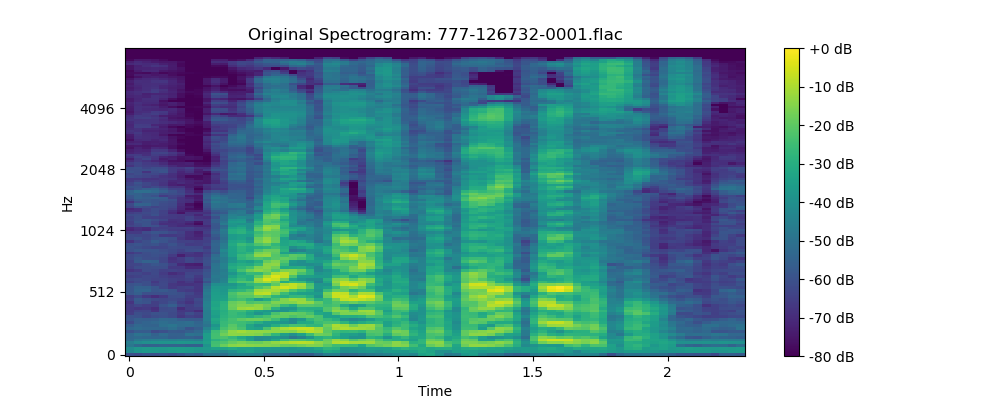 Original Spectrogram: 777-126732-0001.flac
Hz
4096
2048
1024
512
0
0
0.5
1
1.5
2
Time
+0 dB
-10 dB
-20 dB
-30 dB
-40 dB
-50 dB
-60 dB
-70 dB
-80 dB